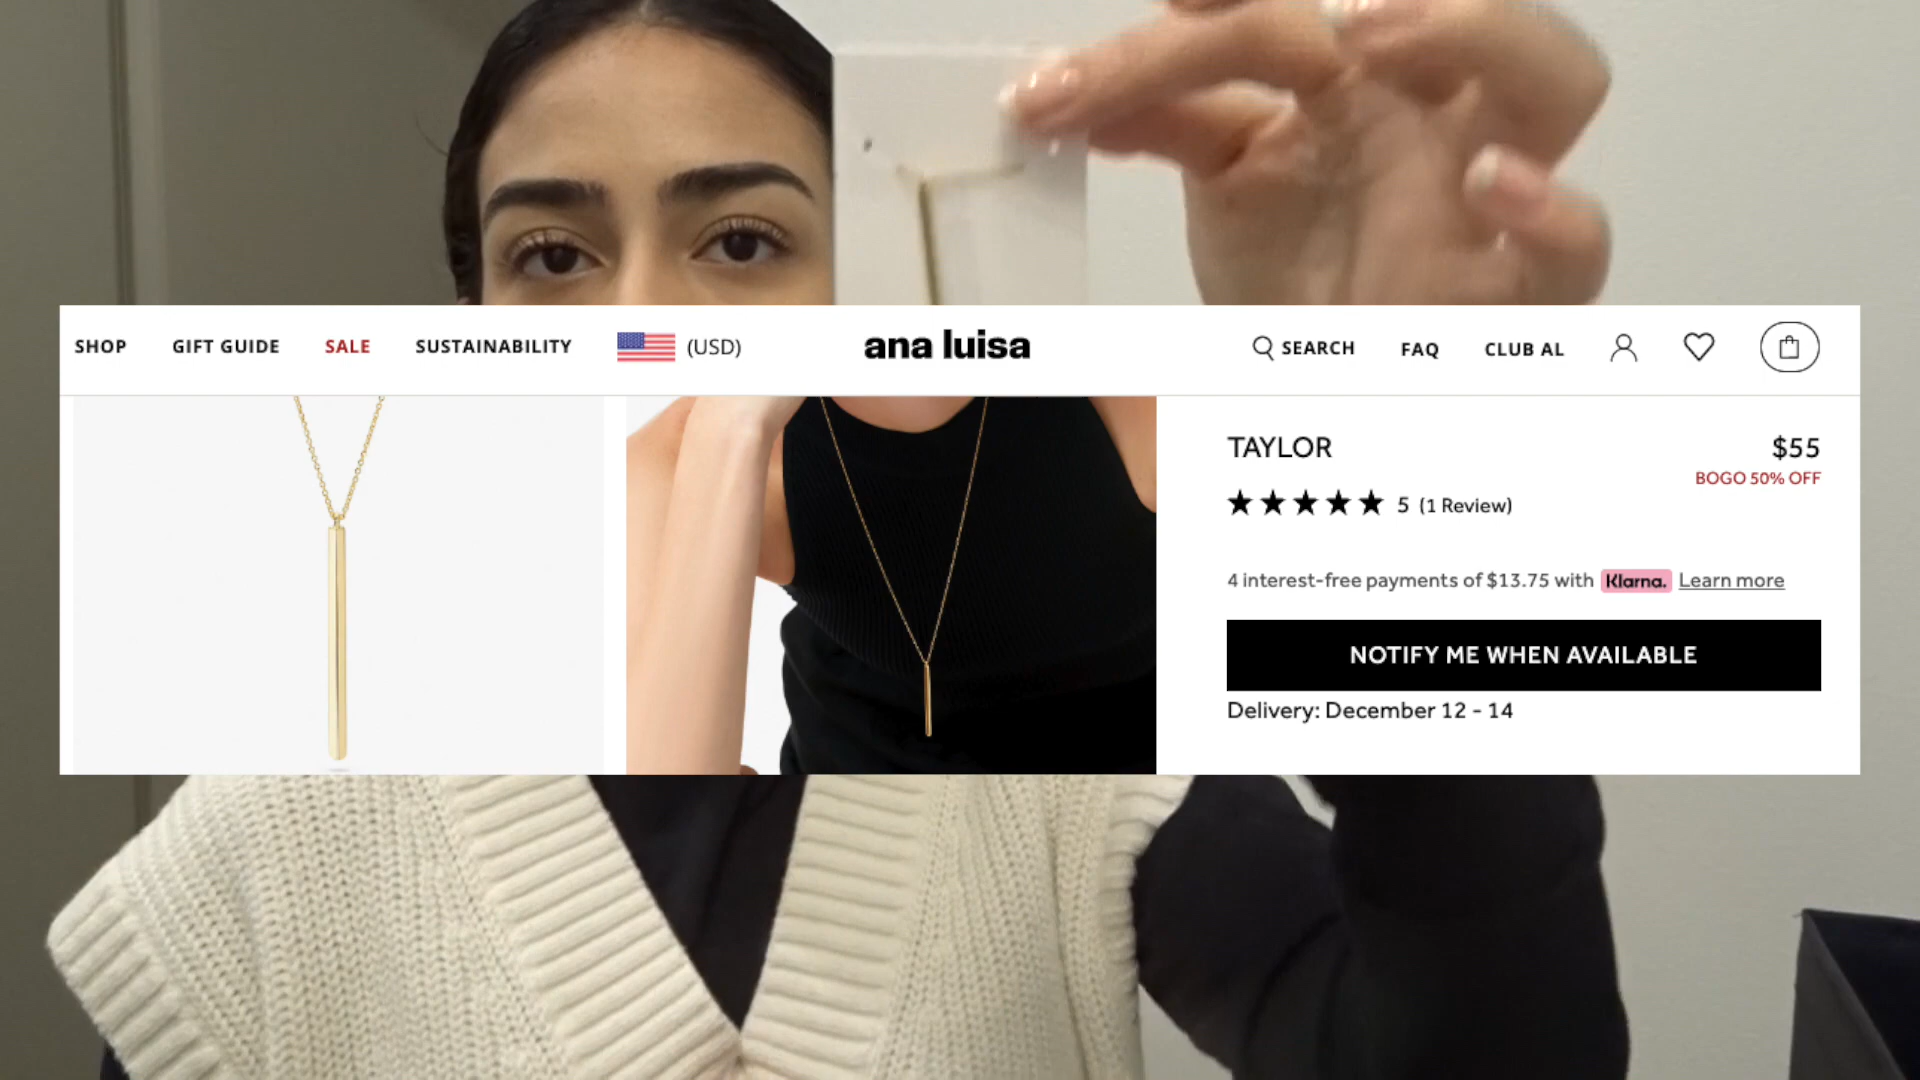 SHOP GIFT GUIDE SALE SUSTAINABILITY (USD) ana luisa SEARCH FAQ CLUB AL
TAYLOR $55
BOGO 50% OFF
5 (1 Review)
4 interest-free payments of $13.75 with Klarna. Learn more
NOTIFY ME WHEN AVAILABLE
Delivery: December 12 - 14